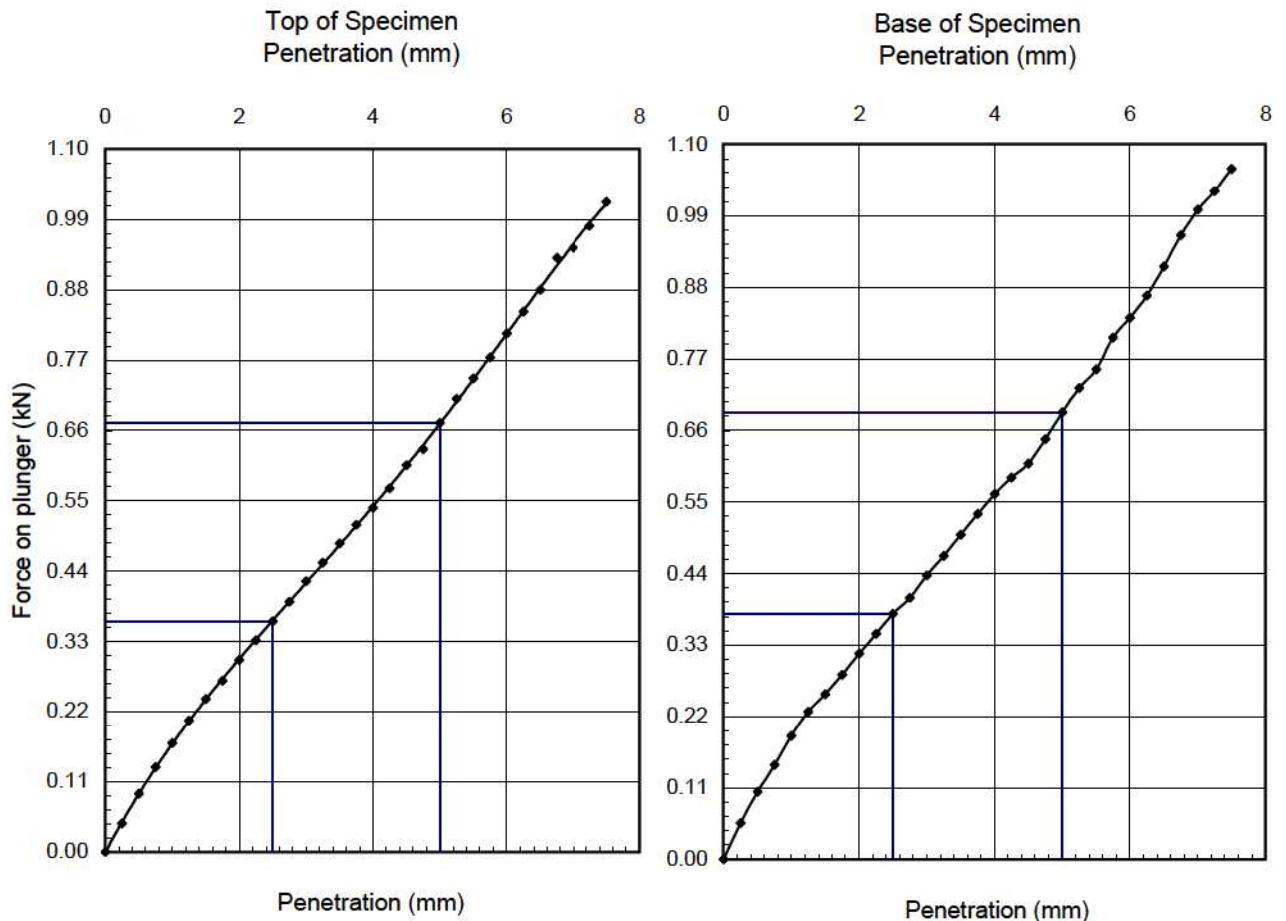 Top of Specimen
Penetration (mm)
0 2 4 6 8
1.10
0.99
0.88
0.77
0.66
0.55
0.44
0.33
0.22
0.11
0.00
Force on plunger (kN)
Penetration (mm)
Base of Specimen
Penetration (mm)
0 2 4 6 8
1.10
0.99
0.88
0.77
0.66
0.55
0.44
0.33
0.22
0.11
0.00
Penetration (mm)